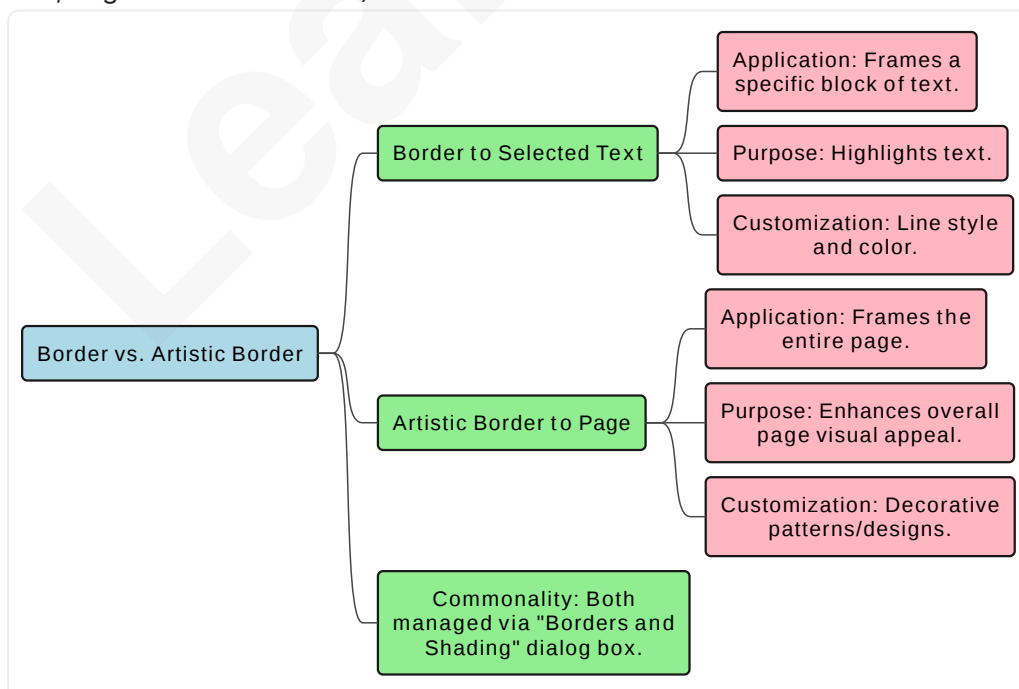 Border vs. Artistic Border
Border to Selected Text
Application: Frames a
specific block of text.
Purpose: Highlights text.
Customization: Line style
and color.
Artistic Border to Page
Application: Frames the
entire page.
Purpose: Enhances overall
page visual appeal.
Customization: Decorative
patterns/designs.
Commonality: Both
managed via "Borders and
Shading" dialog box.
Lea